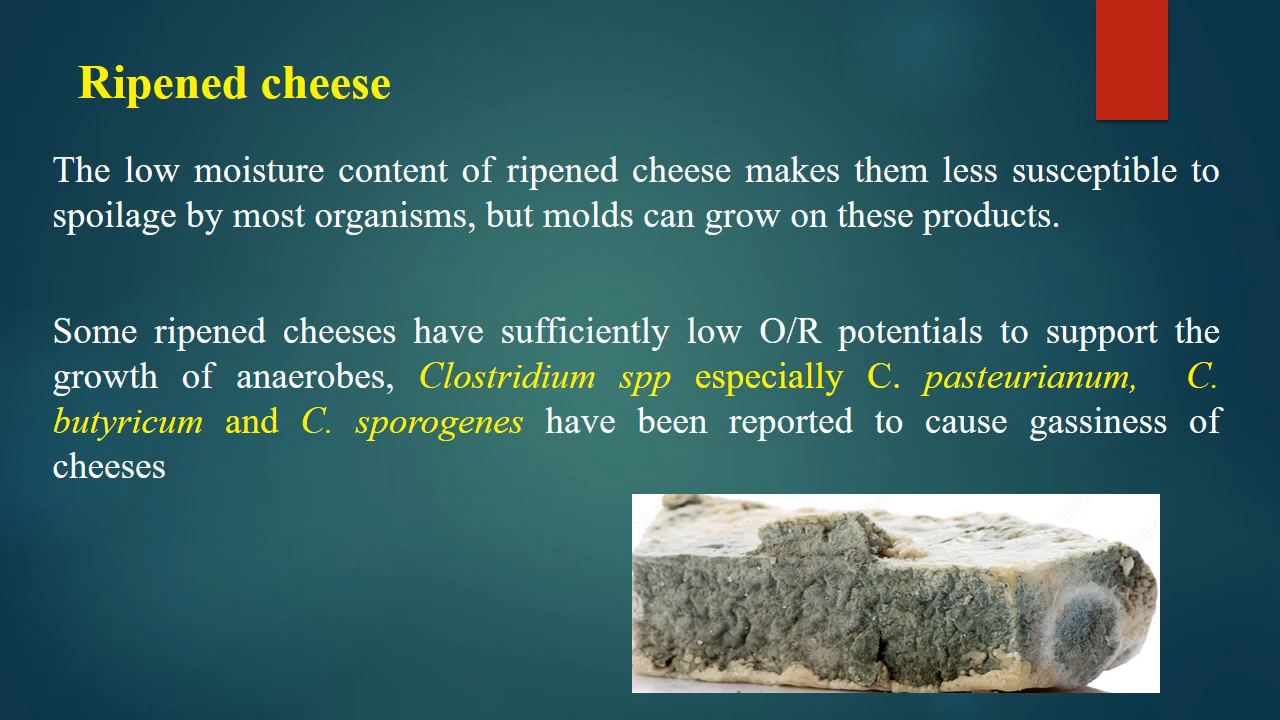 Ripened cheese
The low moisture content of ripened cheese makes them less susceptible to
spoilage by most organisms, but molds can grow on these products.
Some ripened cheeses have sufficiently low O/R potentials to support the
growth of anaerobes, Clostridium spp especially C. pasteurianum, C.
butyricum and C. sporogenes have been reported to cause gassiness of
cheeses